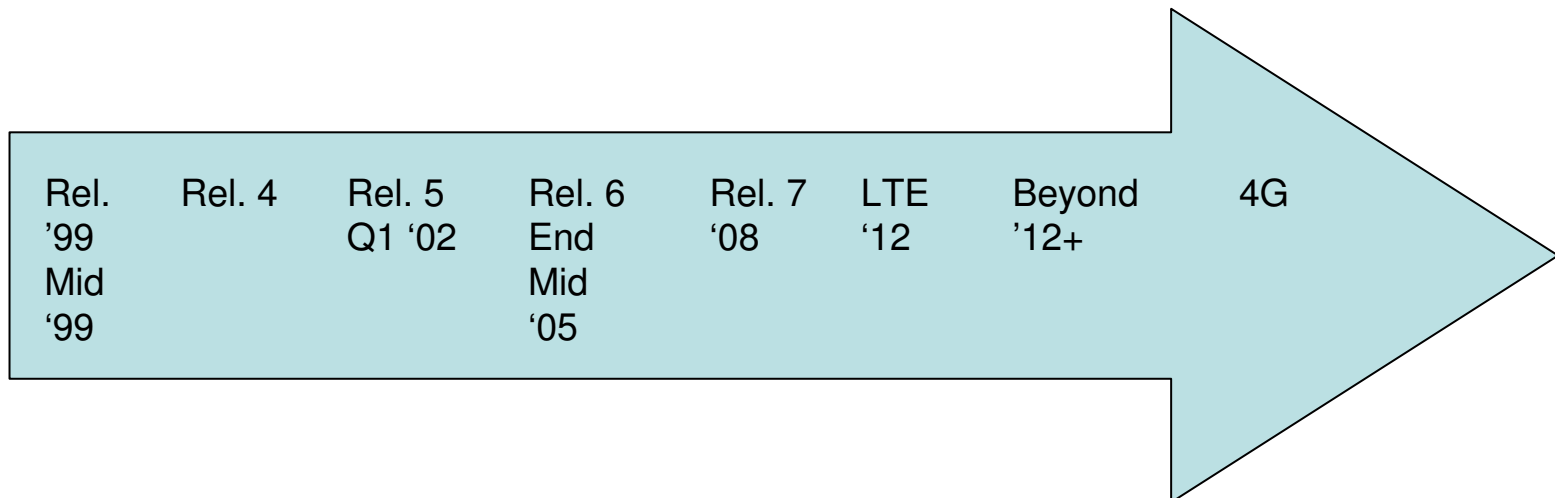 Rel.
’99
Mid
‘99
Rel. 4
Rel. 5
Q1 ‘02
Rel. 6
End
Mid
‘05
Rel. 7
‘08
LTE
‘12
Beyond
’12+
4G